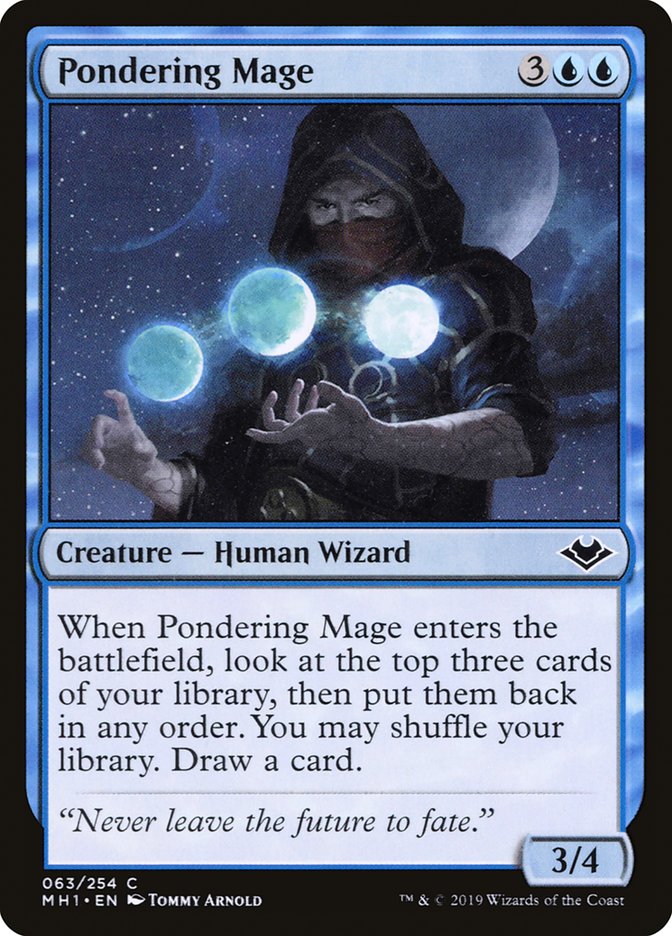 Pondering Mage 3
Creature — Human Wizard
When Pondering Mage enters the
battlefield, look at the top three cards
of your library, then put them back
in any order. You may shuffle your
library. Draw a card.
“Never leave the future to fate.”
3/4
063/254 C
MH1 • EN Tommy Arnold
™ & © 2019 Wizards of the Coast